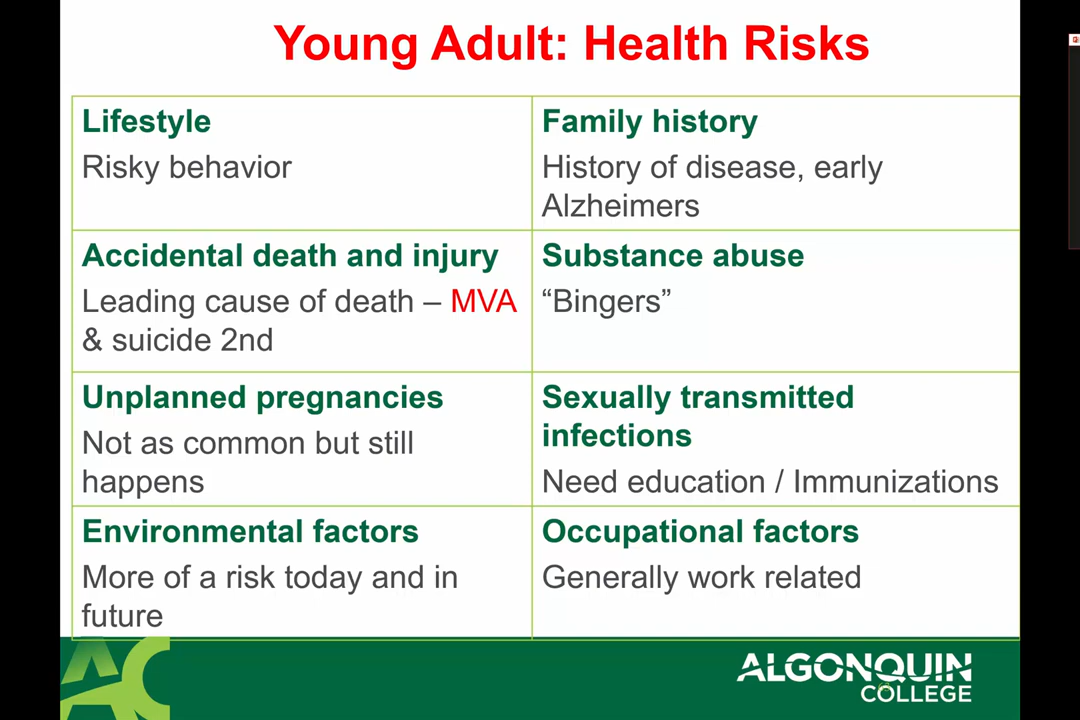 Young Adult: Health Risks
Lifestyle
Risky behavior
Family history
History of disease, early
Alzheimers
Accidental death and injury
Leading cause of death – MVA
& suicide 2nd
Substance abuse
“Bingers”
Unplanned pregnancies
Not as common but still
happens
Sexually transmitted
infections
Need education / Immunizations
Environmental factors
More of a risk today and in
future
Occupational factors
Generally work related
AC
ALGONQUIN
COLLEGE